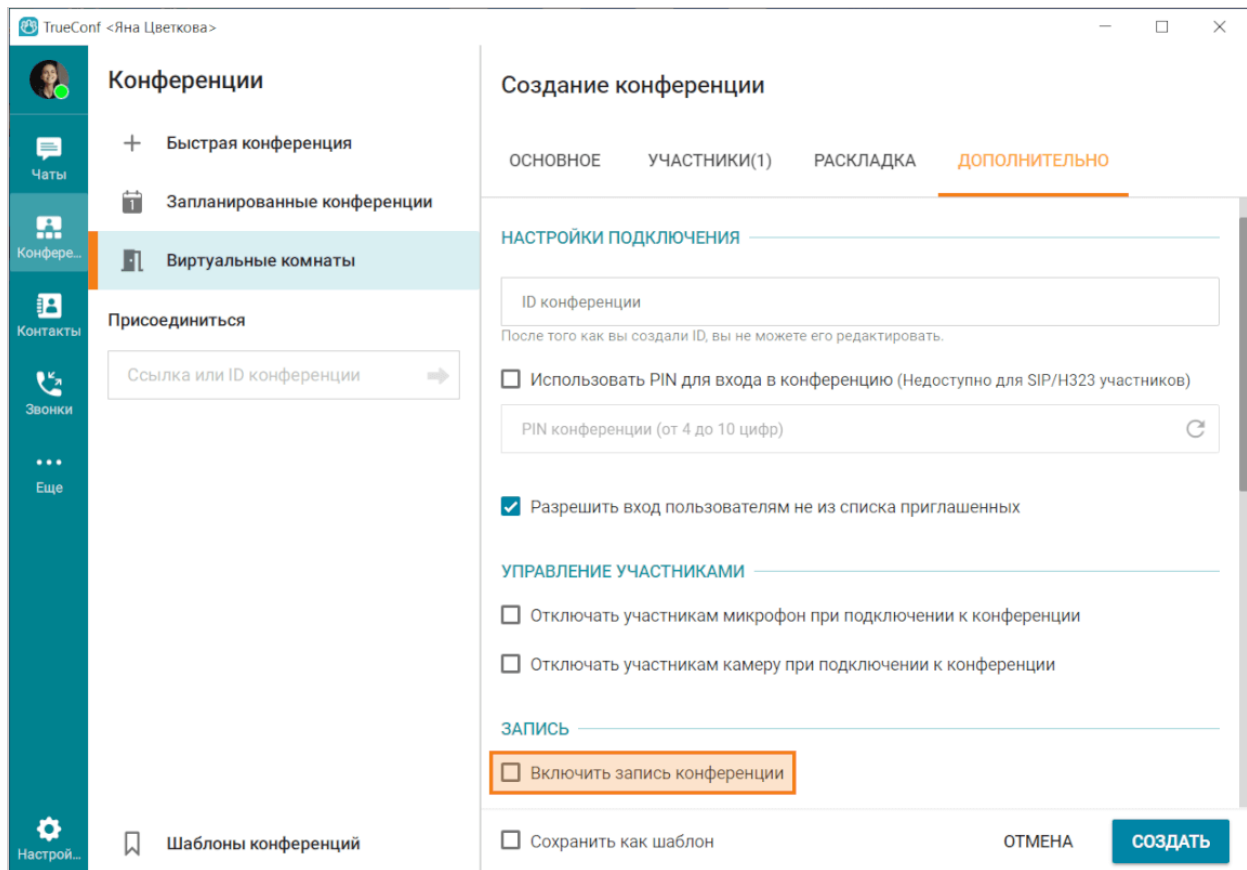 TrueConf <Яна Цветкова>
Чаты
Конфере...
Контакты
Звонки
Еще
Настрой...
Конференции
Быстрая конференция
1
Запланированные конференции
Виртуальные комнаты
Присоединиться
Ссылка или ID конференции
Шаблоны конференций
Создание конференции
ОСНОВНОЕ УЧАСТНИКИ(1) РАСКЛАДКА ДОПОЛНИТЕЛЬНО
НАСТРОЙКИ ПОДКЛЮЧЕНИЯ
ID конференции
После того как вы создали ID, вы не можете его редактировать.
Использовать PIN для входа в конференцию (Недоступно для SIP/H323 участников)
PIN конференции (от 4 до 10 цифр)
Разрешить вход пользователям не из списка приглашенных
УПРАВЛЕНИЕ УЧАСТНИКАМИ
Отключать участникам микрофон при подключении к конференции
Отключать участникам камеру при подключении к конференции
ЗАПИСЬ
Включить запись конференции
Сохранить как шаблон ОТМЕНА СОЗДАТЬ